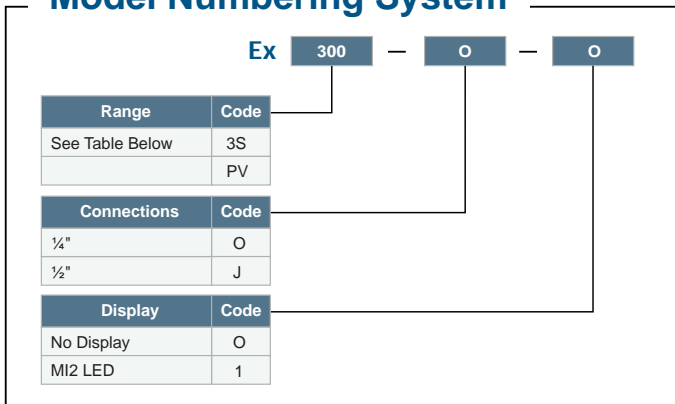 Model Numbering System
Ex 300 — O — O
Range Code
See Table Below 3S
PV
Connections Code
¼" O
½" J
Display Code
No Display O
MI2 LED 1